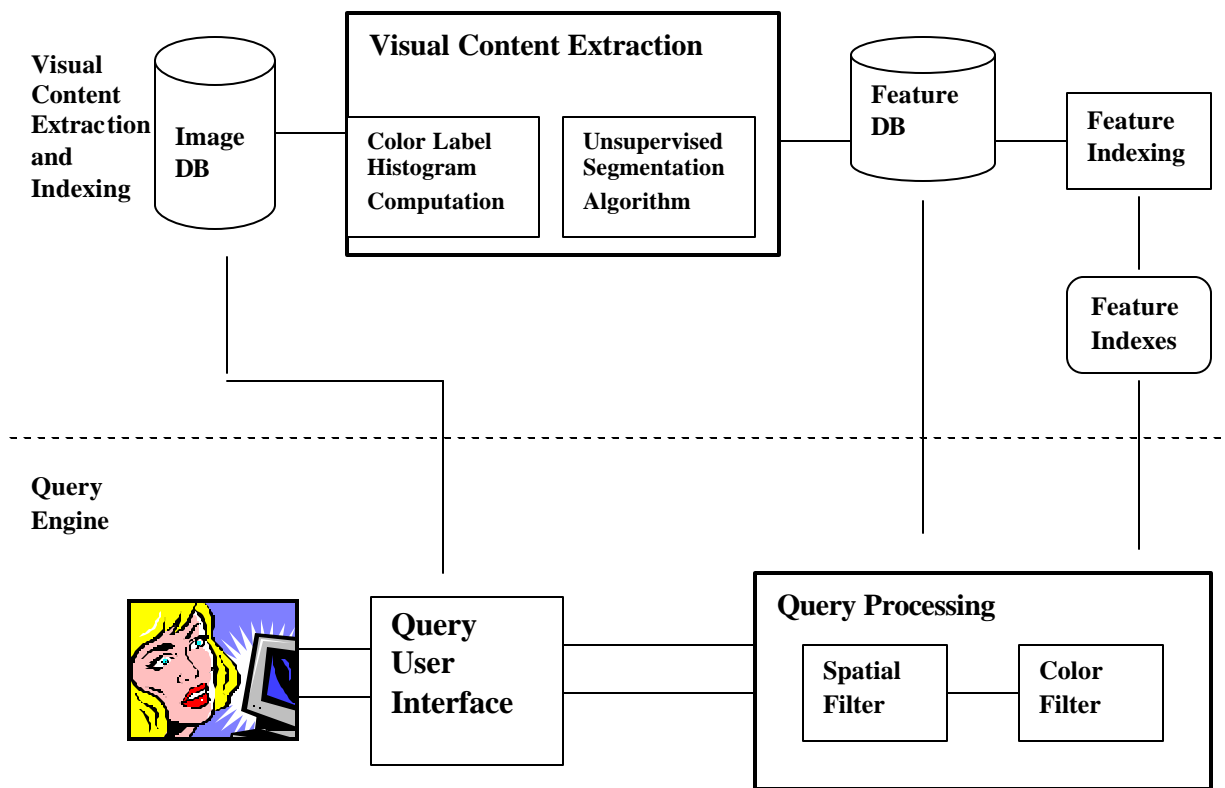 Visual
Content
Extraction
and
Indexing
Image
DB
Visual Content Extraction
Color Label
Histogram
Computation
Unsupervised
Segmentation
Algorithm
Feature
DB
Feature
Indexing
Feature
Indexes
Query
Engine
Query
User
Interface
Query Processing
Spatial
Filter
Color
Filter